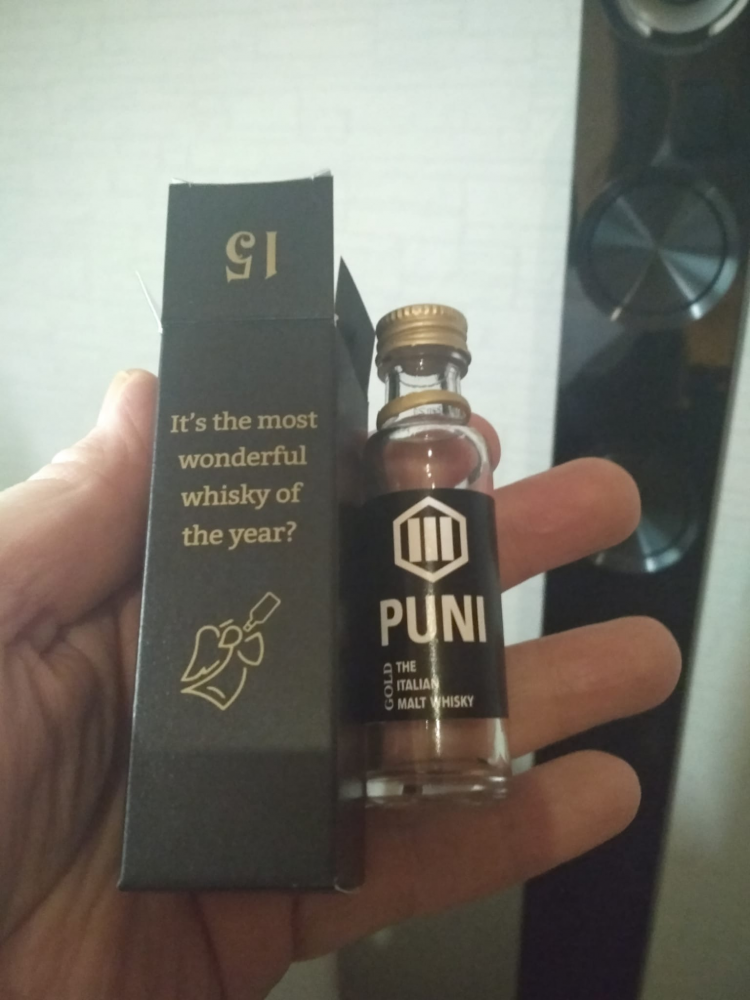 15
It's the most
wonderful
whisky of
the year?
PUNI
GOLD
THE
ITALIAN
MALT WHISKY